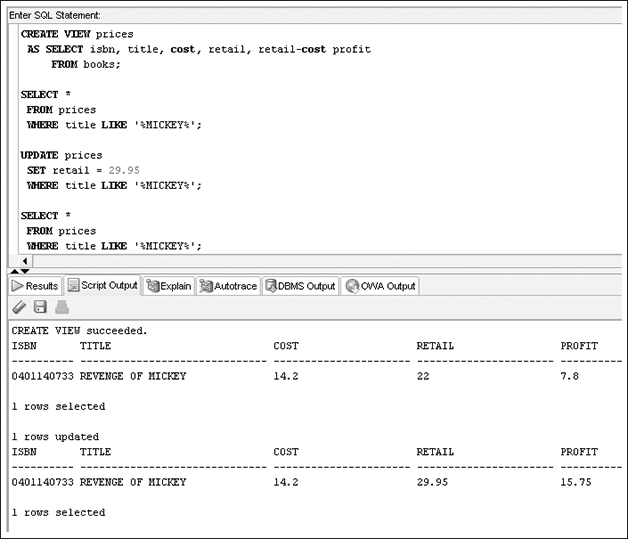 Enter SQL Statement:
CREATE VIEW prices
AS SELECT isbn, title, cost, retail, retail-cost profit
FROM books;
SELECT *
FROM prices
WHERE title LIKE '%MICKEY%';
UPDATE prices
SET retail = 29.95
WHERE title LIKE '%MICKEY%';
SELECT *
FROM prices
WHERE title LIKE '%MICKEY%';
Results Script Output Explain Autotrace DBMS Output OWA Output
CREATE VIEW succeeded.
ISBN TITLE COST RETAIL PROFIT
---------- ------------------------------ ---------------------- ---------------------- ----------
0401140733 REVENGE OF MICKEY 14.2 22 7.8
1 rows selected
1 rows updated
ISBN TITLE COST RETAIL PROFIT
---------- ------------------------------ ---------------------- ---------------------- ----------
0401140733 REVENGE OF MICKEY 14.2 29.95 15.75
1 rows selected